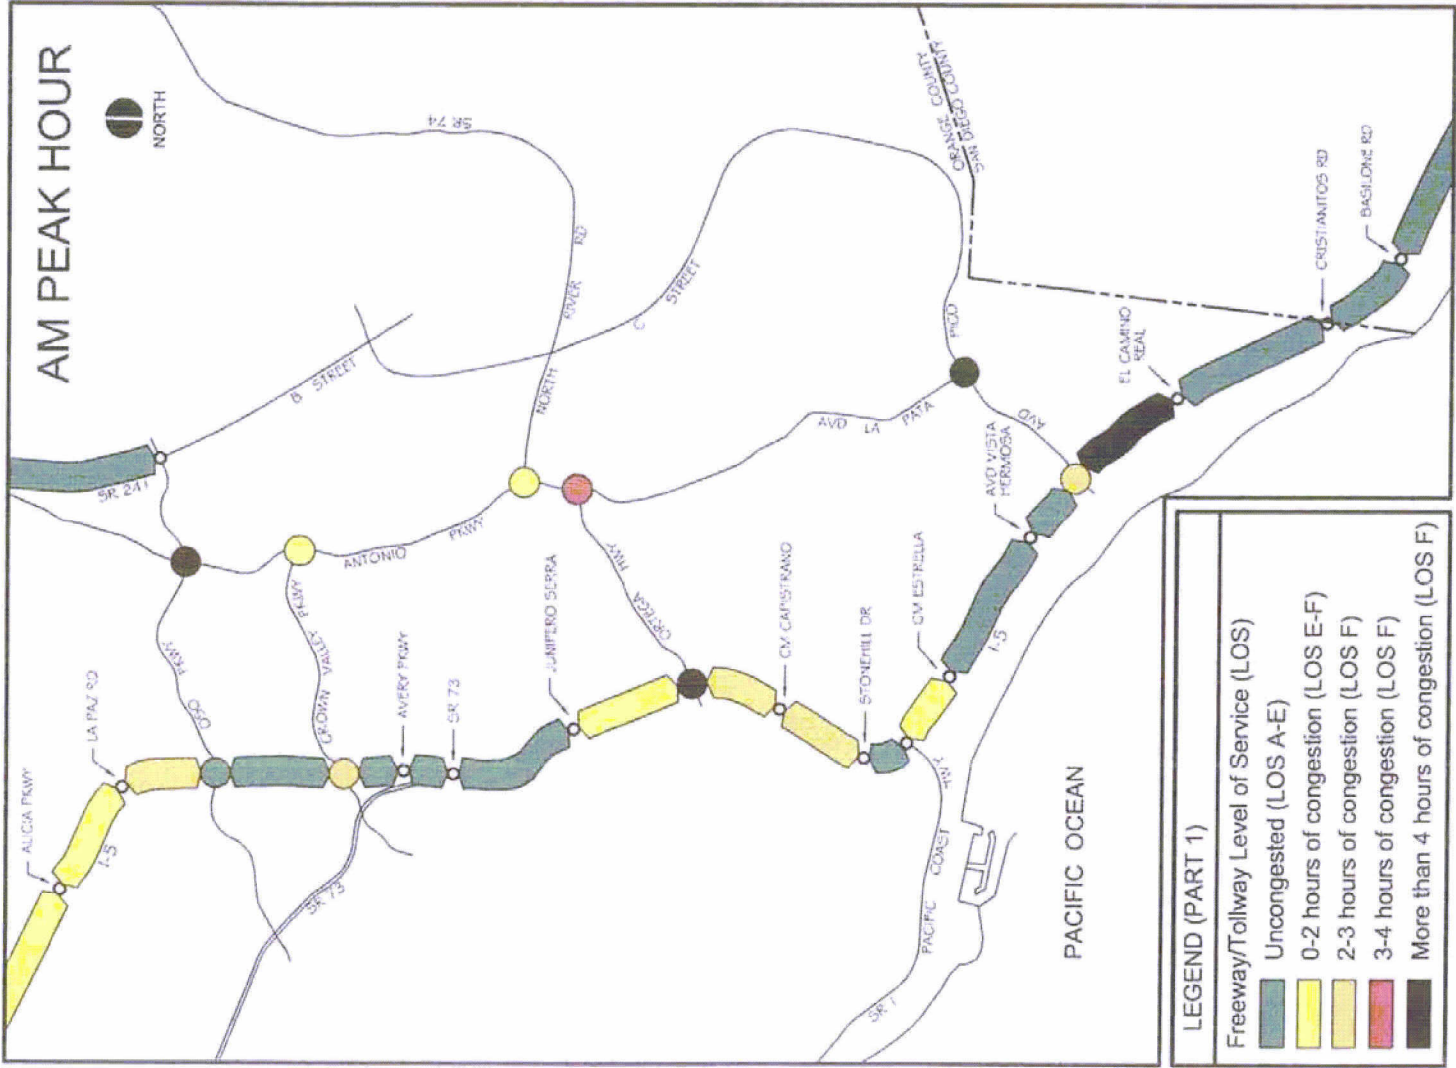 AM PEAK HOUR
NORTH
SR 74
SR 241
B STREET
NORTH RIVER RD
C STREET
ORANGE COUNTY
SAN DIEGO COUNTY
OSO PKWY
ANTONIO PKWY
CROWN VALLEY PKWY
ORTEGA HWY
AVD LA PATA
AVD PICO
ALICIA PKWY
LA PAZ RD
I-5
AVERY PKWY
SR 73
SR 73
JUNIPERO SERRA
CM CAPISTRANO
STONEHILL DR
CM ESTRELLA
I-5
AVD VISTA
HERMOSA
EL CAMINO
REAL
CRISTIANITOS RD
BASILONE RD
SR 1
PACIFIC COAST HWY
PACIFIC OCEAN
LEGEND (PART 1)
Freeway/Tollway Level of Service (LOS)
Uncongested (LOS A-E)
0-2 hours of congestion (LOS E-F)
2-3 hours of congestion (LOS F)
3-4 hours of congestion (LOS F)
More than 4 hours of congestion (LOS F)